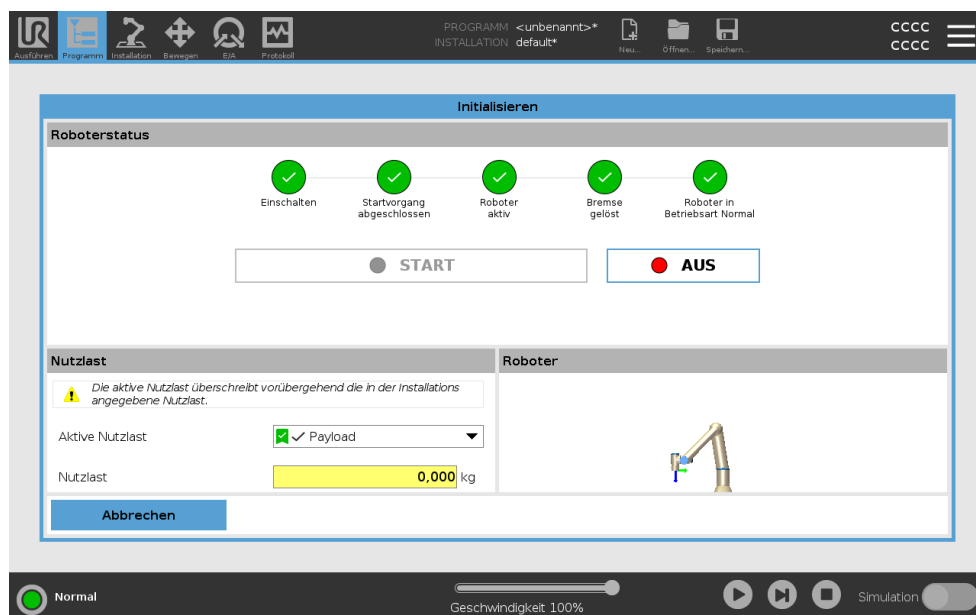 PROGRAMM <unbenannt>*
INSTALLATION default*
Ausführen Programm Installation Bewegen E/A Protokoll Neu... Öffnen... Speichern...
CCCC
CCCC
Initialisieren
Roboterstatus
Einschalten
Startvorgang
abgeschlossen
Roboter
aktiv
Bremse
gelöst
Roboter in
Betriebsart Normal
START
AUS
Nutzlast
Die aktive Nutzlast überschreibt vorübergehend die in der Installations
angegebene Nutzlast.
Aktive Nutzlast Payload
Nutzlast 0,000 kg
Roboter
Abbrechen
Normal
Geschwindigkeit 100%
Simulation